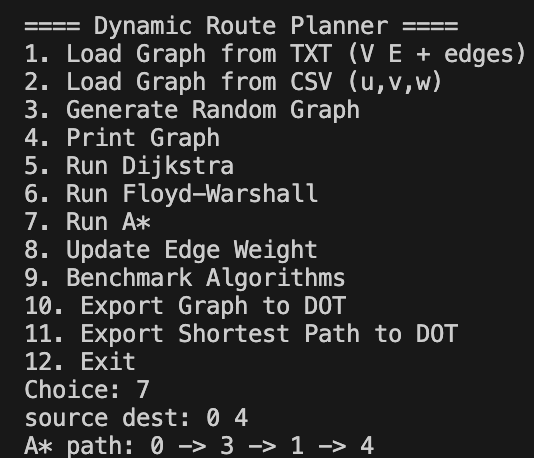 ==== Dynamic Route Planner ====
1. Load Graph from TXT (V E + edges)
2. Load Graph from CSV (u,v,w)
3. Generate Random Graph
4. Print Graph
5. Run Dijkstra
6. Run Floyd-Warshall
7. Run A*
8. Update Edge Weight
9. Benchmark Algorithms
10. Export Graph to DOT
11. Export Shortest Path to DOT
12. Exit
Choice: 7
source dest: 0 4
A* path: 0 -> 3 -> 1 -> 4